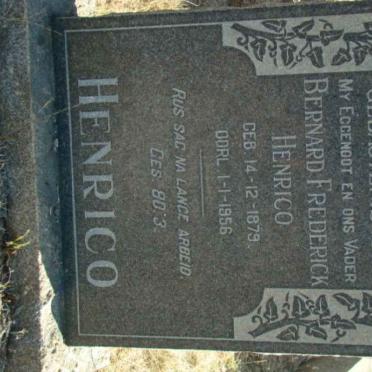 MY EGGENOOT EN ONS VADER
BERNARD FREDERICK
HENRICO
GEB. 14-12-1879.
OORL. 1-1-1956
RUS SAG NA LANGE ARBEID.
GES. 80:3.
HENRICO